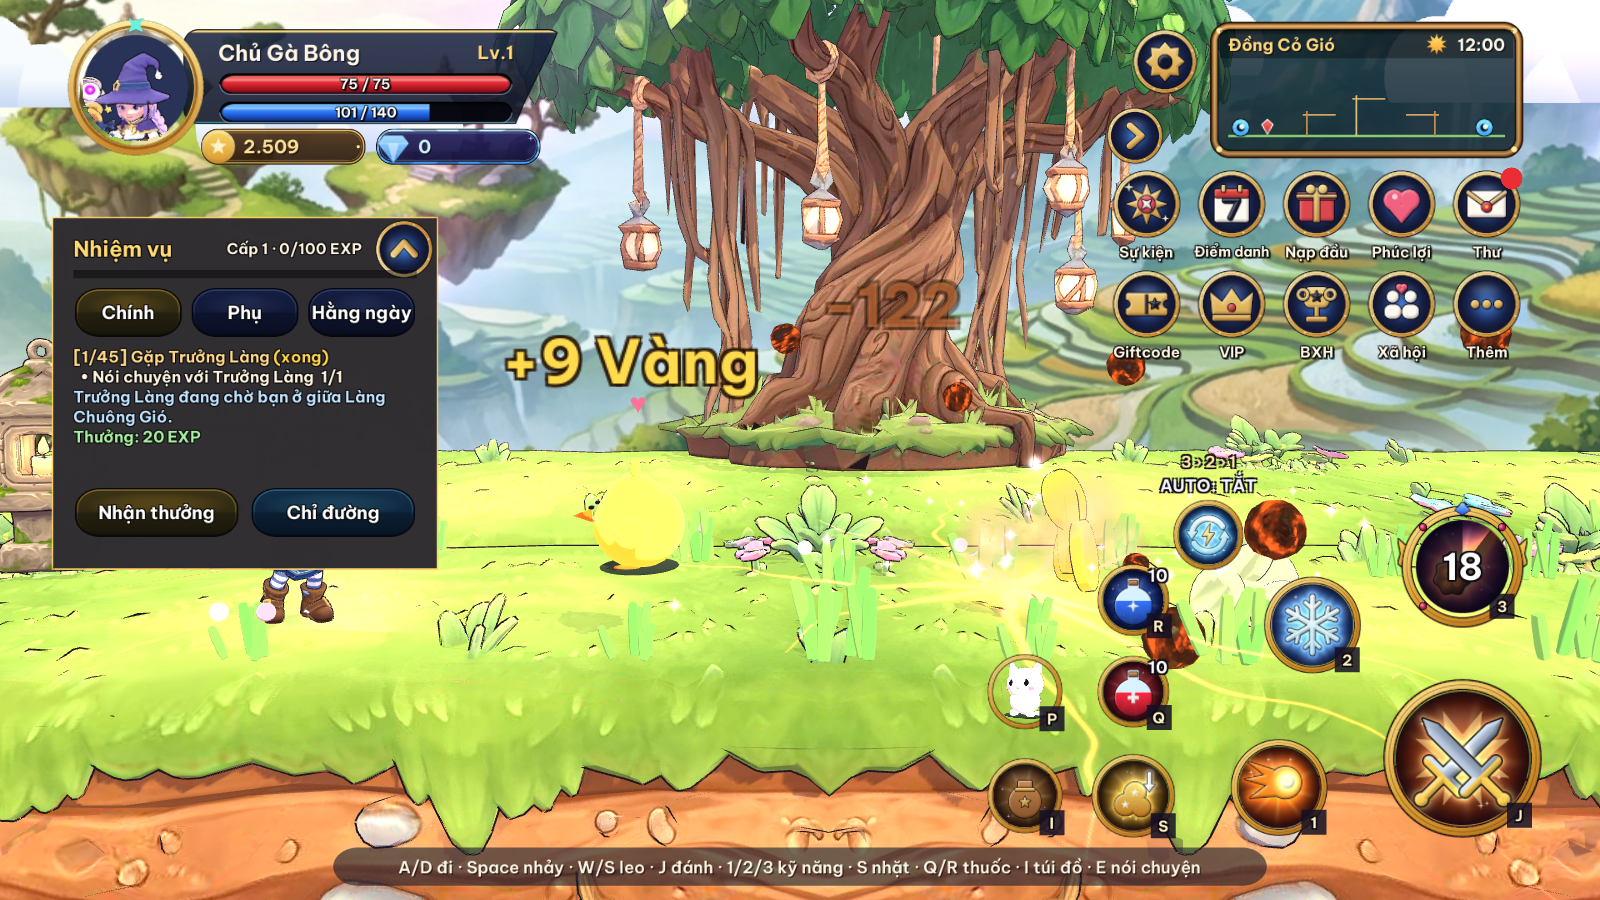 Chủ Gà Bông
Lv.1
75 / 75
101 / 140
2.509
0
Đồng Cỏ Gió
12:00
Sự kiện
Điểm danh
Nạp đầu
Phúc lợi
Thư
7
Giftcode
VIP
BXH
Xã hội
Thêm
Nhiệm vụ
Cấp 1 · 0/100 EXP
Chính
Phụ
Hằng ngày
[1/45] Gặp Trưởng Làng (xong)
• Nói chuyện với Trưởng Làng 1/1
Trưởng Làng đang chờ bạn ở giữa Làng
Chuông Gió.
Thưởng: 20 EXP
Nhận thưởng
Chỉ đường
-122
+9 Vàng
3>2>1
AUTO: TẮT
18
3
10
R
2
10
Q
P
I
S
1
J
A/D đi · Space nhảy · W/S leo · J đánh · 1/2/3 kỹ năng · S nhặt · Q/R thuốc · I túi đồ · E nói chuyện